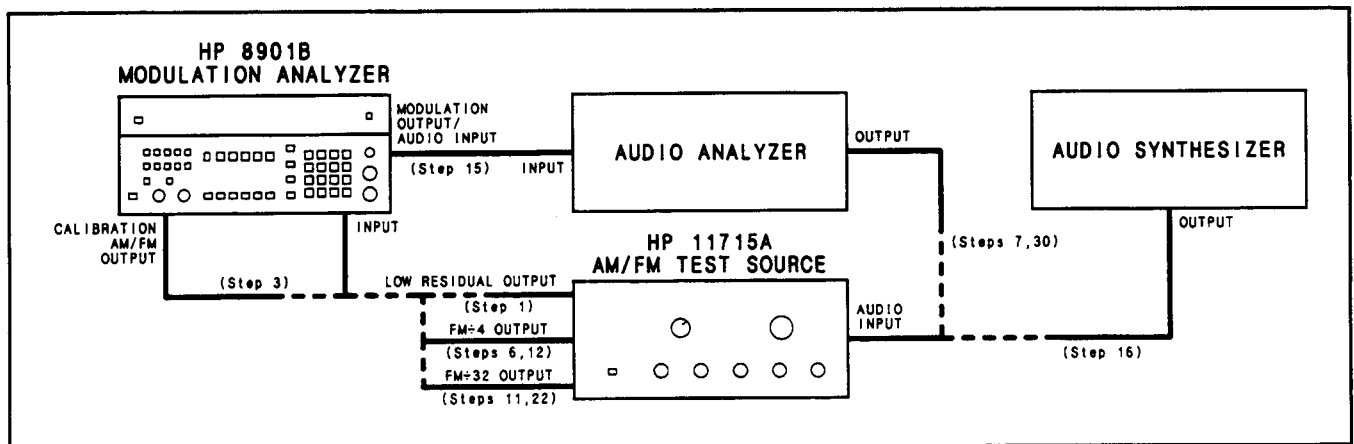 HP 8901B
MODULATION ANALYZER
MODULATION
OUTPUT/
AUDIO INPUT
(Step 15)
INPUT
AUDIO ANALYZER
OUTPUT
AUDIO SYNTHESIZER
OUTPUT
CALIBRATION
AM/FM
OUTPUT
INPUT
(Step 3)
HP 11715A
AM/FM TEST SOURCE
(Steps 7,30)
LOW RESIDUAL OUTPUT
(Step 1)
FM÷4 OUTPUT
(Steps 6,12)
FM÷32 OUTPUT
(Steps 11,22)
AUDIO
INPUT
(Step 16)